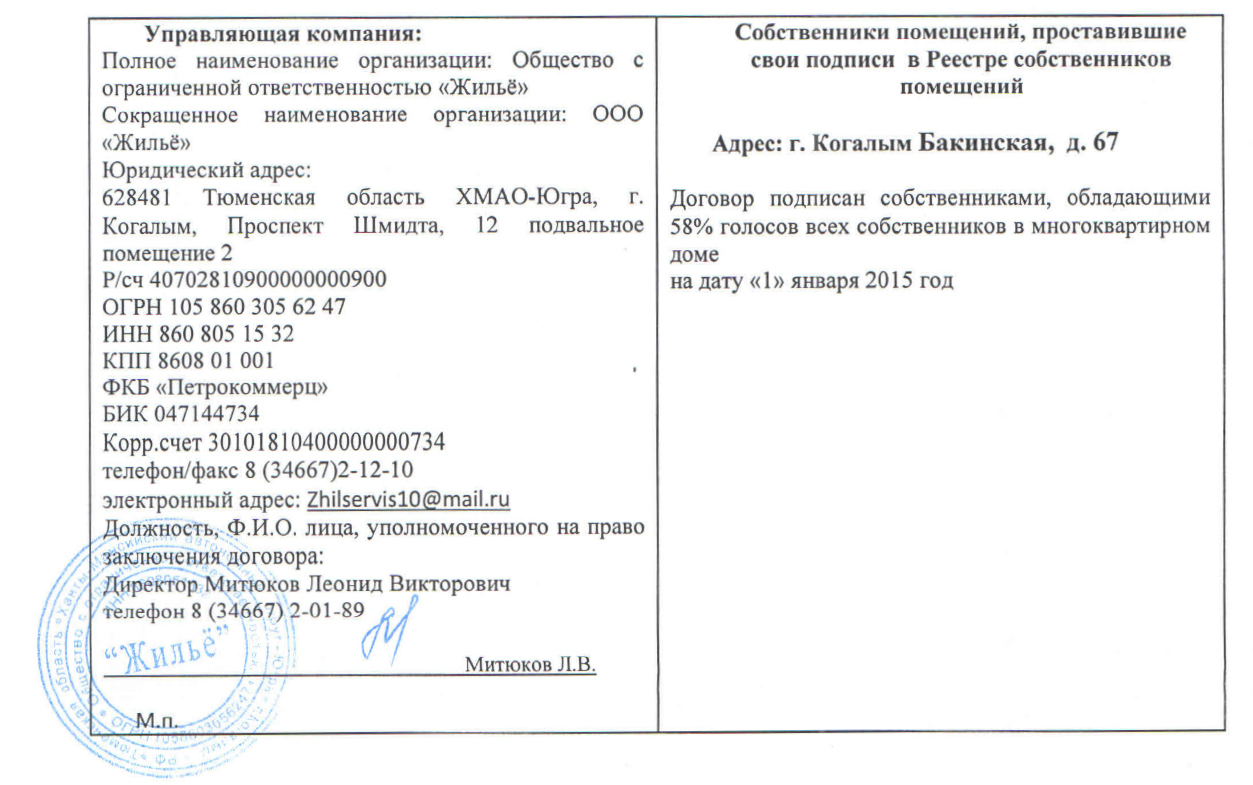 Управляющая компания:
Полное наименование организации: Общество с
ограниченной ответственностью «Жильё»
Сокращенное наименование организации: ООО
«Жильё»
Юридический адрес:
628481 Тюменская область ХМАО-Югра, г.
Когалым, Проспект Шмидта, 12 подвальное
помещение 2
Р/сч 40702810900000000900
ОГРН 105 860 305 62 47
ИНН 860 805 15 32
КПП 8608 01 001
ФКБ «Петрокоммерц»
БИК 047144734
Корр.счет 30101810400000000734
телефон/факс 8 (34667)2-12-10
электронный адрес: Zhilservis10@mail.ru
Должность, Ф.И.О. лица, уполномоченного на право
заключения договора:
Директор Митюков Леонид Викторович
телефон 8 (34667) 2-01-89
“Жильё”
Митюков Л.В.
М.п.
Собственники помещений, проставившие
свои подписи в Реестре собственников
помещений
Адрес: г. Когалым Бакинская, д. 67
Договор подписан собственниками, обладающими
58% голосов всех собственников в многоквартирном
доме
на дату «1» января 2015 год